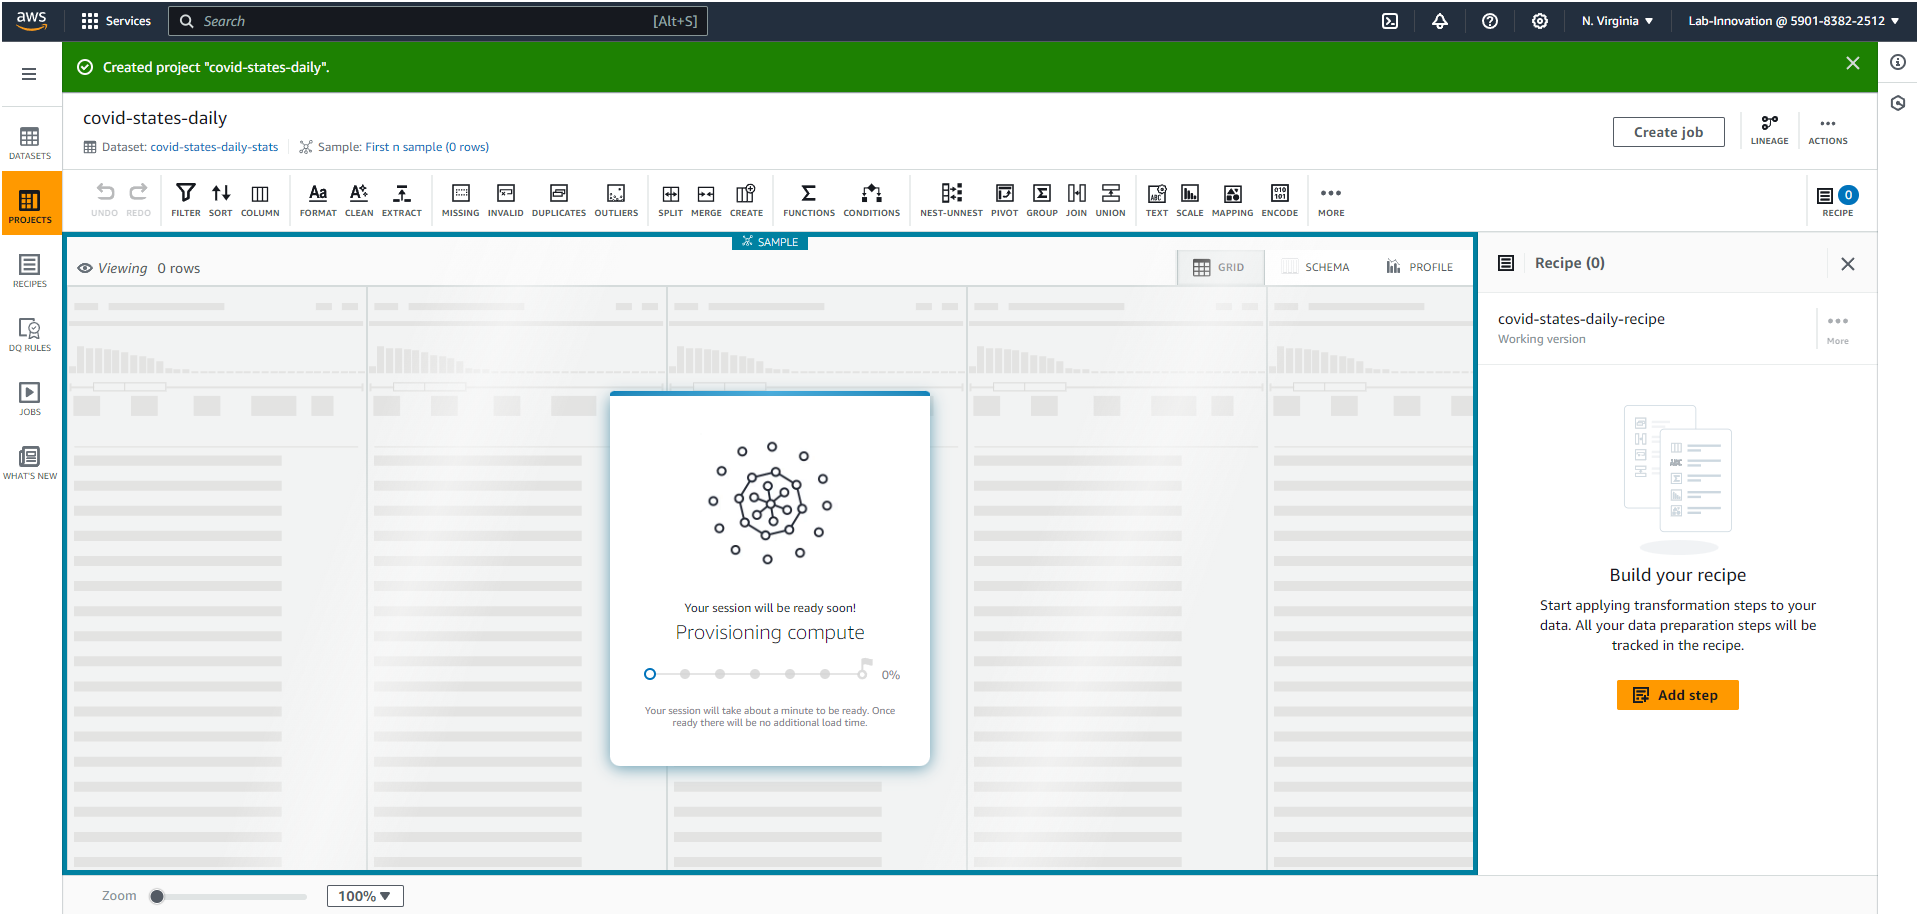 aws Services Search [Alt+S] N. Virginia Lab-Innovation @ 5901-8382-2512
Created project "covid-states-daily".
covid-states-daily
Dataset: covid-states-daily-stats Sample: First n sample (0 rows)
Create job
LINEAGE
ACTIONS
UNDO REDO FILTER SORT COLUMN FORMAT CLEAN EXTRACT MISSING INVALID DUPLICATES OUTLIERS SPLIT MERGE CREATE FUNCTIONS CONDITIONS NEST-UNNEST PIVOT GROUP JOIN UNION TEXT SCALE MAPPING ENCODE MORE
0
RECIPE
DATASETS
PROJECTS
RECIPES
DQ RULES
JOBS
WHAT'S NEW
SAMPLE
Viewing 0 rows
GRID SCHEMA PROFILE
Your session will be ready soon!
Provisioning compute
0%
Your session will take about a minute to be ready. Once
ready there will be no additional load time.
Recipe (0)
covid-states-daily-recipe
Working version
More
Build your recipe
Start applying transformation steps to your
data. All your data preparation steps will be
tracked in the recipe.
Add step
Zoom 100%